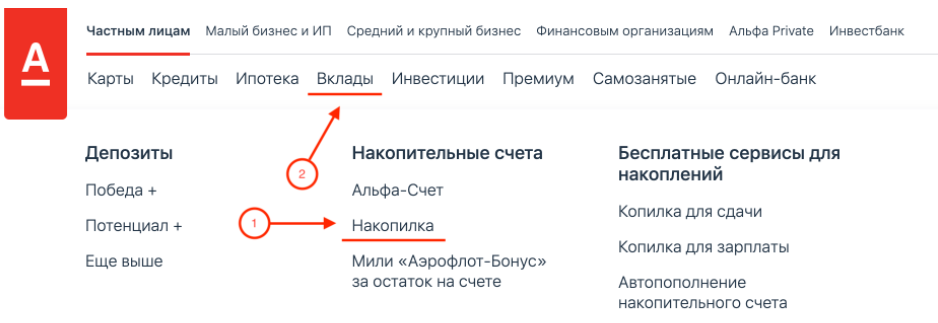 Частным лицам Малый бизнес и ИП Средний и крупный бизнес Финансовым организациям Альфа Private Инвестбанк
А
Карты Кредиты Ипотека Вклады Инвестиции Премиум Самозанятые Онлайн-банк
Депозиты
Победа +
Потенциал +
Еще выше
2
1
Накопительные счета
Альфа-Счет
Накопилка
Мили «Аэрофлот-Бонус»
за остаток на счете
Бесплатные сервисы для
накоплений
Копилка для сдачи
Копилка для зарплаты
Автопополнение
накопительного счета